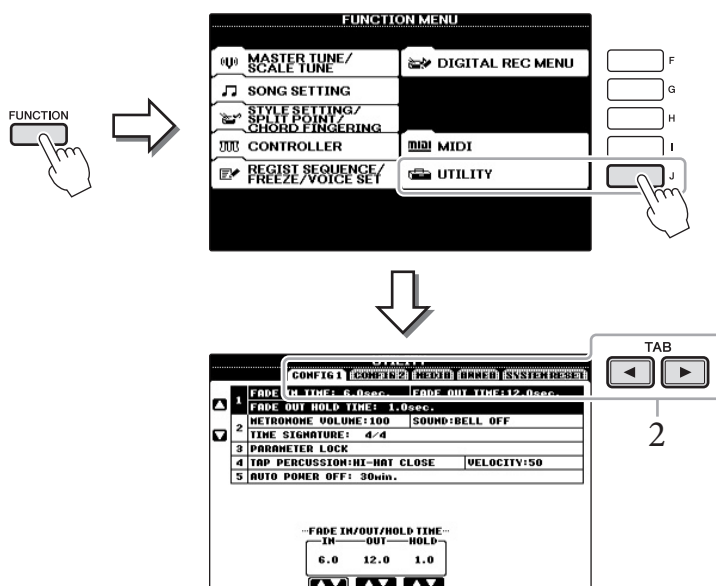 FUNCTION
FUNCTION MENU
MASTER TUNE/
SCALE TUNE
SONG SETTING
STYLE SETTING/
SPLIT POINT/
CHORD FINGERING
CONTROLLER
REGIST SEQUENCE/
FREEZE/VOICE SET
DIGITAL REC MENU
MIDI MIDI
UTILITY
F
G
H
I
J
TAB
2
CONFIG 1 CONFIG 2 MEDIA OWNER SYSTEM RESET
1 FADE IN TIME: 6.0sec. FADE OUT TIME:12.0sec.
FADE OUT HOLD TIME: 1.0sec.
2 METRONOME VOLUME:100 SOUND:BELL OFF
TIME SIGNATURE: 4/4
3 PARAMETER LOCK
4 TAP PERCUSSION:HI-HAT CLOSE VELOCITY:50
5 AUTO POWER OFF: 30min.
FADE IN/OUT/HOLD TIME
IN OUT HOLD
6.0 12.0 1.0